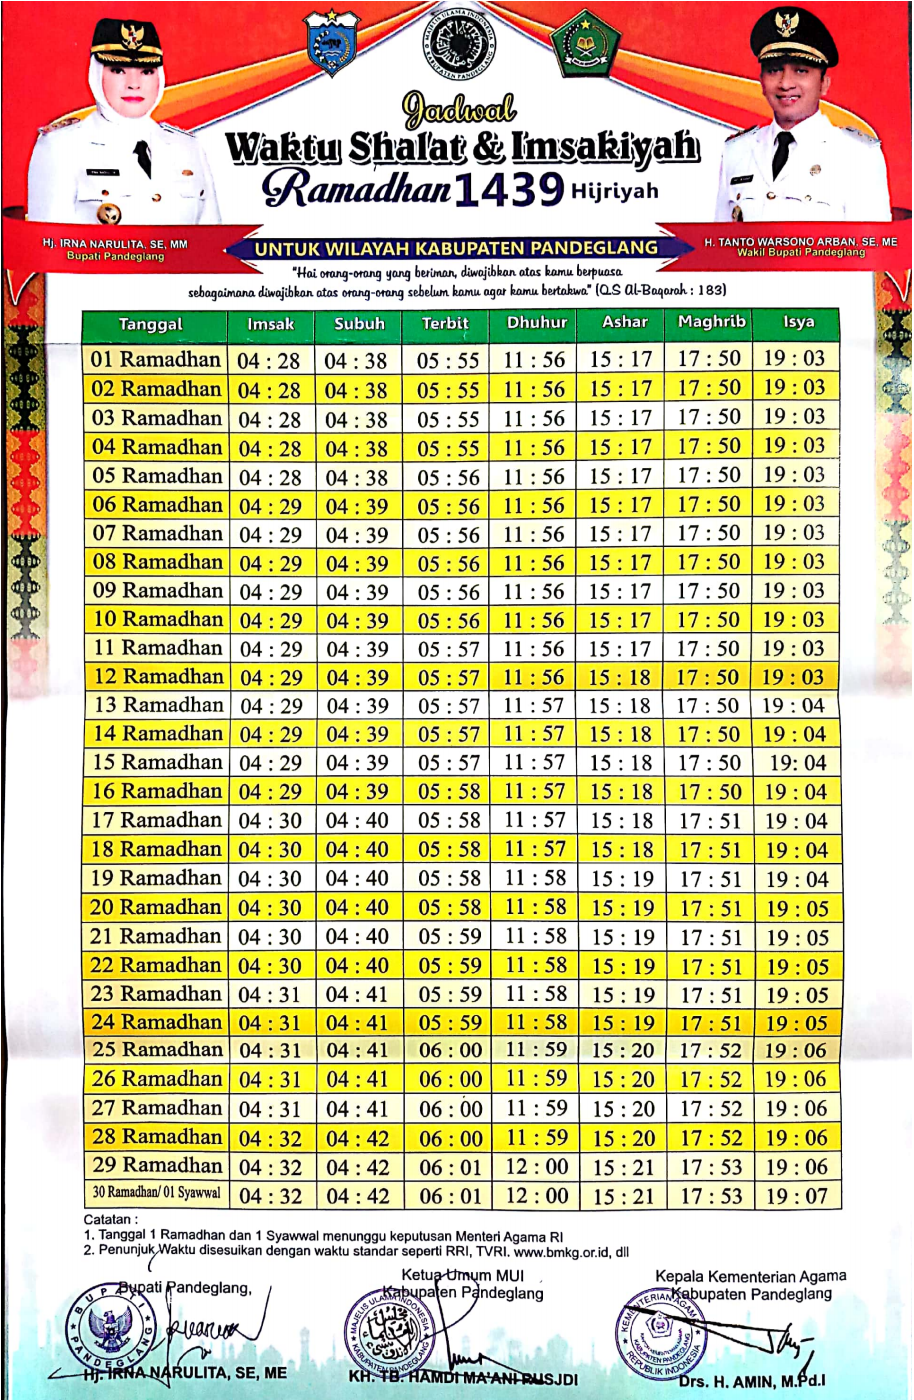 Jadwal
Waktu Shalat & Imsakiyah
Ramadhan 1439 Hijriyah
Hj. IRNA NARULITA, SE, MM
Bupati Pandeglang
UNTUK WILAYAH KABUPATEN PANDEGLANG
H. TANTO WARSONO ARBAN, SE, ME
Wakil Bupati Pandeglang
"Hai orang-orang yang beriman, diwajibkan atas kamu berpuasa
sebagaimana diwajibkan atas orang-orang sebelum kamu agar kamu bertakwa" (QS Al-Baqarah : 183)
Tanggal Imsak Subuh Terbit Dhuhur Ashar Maghrib Isya
01 Ramadhan 04 : 28 04 : 38 05 : 55 11 : 56 15 : 17 17 : 50 19 : 03
02 Ramadhan 04 : 28 04 : 38 05 : 55 11 : 56 15 : 17 17 : 50 19 : 03
03 Ramadhan 04 : 28 04 : 38 05 : 55 11 : 56 15 : 17 17 : 50 19 : 03
04 Ramadhan 04 : 28 04 : 38 05 : 55 11 : 56 15 : 17 17 : 50 19 : 03
05 Ramadhan 04 : 28 04 : 38 05 : 56 11 : 56 15 : 17 17 : 50 19 : 03
06 Ramadhan 04 : 29 04 : 39 05 : 56 11 : 56 15 : 17 17 : 50 19 : 03
07 Ramadhan 04 : 29 04 : 39 05 : 56 11 : 56 15 : 17 17 : 50 19 : 03
08 Ramadhan 04 : 29 04 : 39 05 : 56 11 : 56 15 : 17 17 : 50 19 : 03
09 Ramadhan 04 : 29 04 : 39 05 : 56 11 : 56 15 : 17 17 : 50 19 : 03
10 Ramadhan 04 : 29 04 : 39 05 : 56 11 : 56 15 : 17 17 : 50 19 : 03
11 Ramadhan 04 : 29 04 : 39 05 : 57 11 : 56 15 : 17 17 : 50 19 : 03
12 Ramadhan 04 : 29 04 : 39 05 : 57 11 : 56 15 : 18 17 : 50 19 : 03
13 Ramadhan 04 : 29 04 : 39 05 : 57 11 : 57 15 : 18 17 : 50 19 : 04
14 Ramadhan 04 : 29 04 : 39 05 : 57 11 : 57 15 : 18 17 : 50 19 : 04
15 Ramadhan 04 : 29 04 : 39 05 : 57 11 : 57 15 : 18 17 : 50 19: 04
16 Ramadhan 04 : 29 04 : 39 05 : 58 11 : 57 15 : 18 17 : 50 19 : 04
17 Ramadhan 04 : 30 04 : 40 05 : 58 11 : 57 15 : 18 17 : 51 19 : 04
18 Ramadhan 04 : 30 04 : 40 05 : 58 11 : 57 15 : 18 17 : 51 19 : 04
19 Ramadhan 04 : 30 04 : 40 05 : 58 11 : 58 15 : 19 17 : 51 19 : 04
20 Ramadhan 04 : 30 04 : 40 05 : 58 11 : 58 15 : 19 17 : 51 19 : 05
21 Ramadhan 04 : 30 04 : 40 05 : 59 11 : 58 15 : 19 17 : 51 19 : 05
22 Ramadhan 04 : 30 04 : 40 05 : 59 11 : 58 15 : 19 17 : 51 19 : 05
23 Ramadhan 04 : 31 04 : 41 05 : 59 11 : 58 15 : 19 17 : 51 19 : 05
24 Ramadhan 04 : 31 04 : 41 05 : 59 11 : 58 15 : 19 17 : 51 19 : 05
25 Ramadhan 04 : 31 04 : 41 06 : 00 11 : 59 15 : 20 17 : 52 19 : 06
26 Ramadhan 04 : 31 04 : 41 06 : 00 11 : 59 15 : 20 17 : 52 19 : 06
27 Ramadhan 04 : 31 04 : 41 06 : 00 11 : 59 15 : 20 17 : 52 19 : 06
28 Ramadhan 04 : 32 04 : 42 06 : 00 11 : 59 15 : 20 17 : 52 19 : 06
29 Ramadhan 04 : 32 04 : 42 06 : 01 12 : 00 15 : 21 17 : 53 19 : 06
30 Ramadhan/ 01 Syawwal 04 : 32 04 : 42 06 : 01 12 : 00 15 : 21 17 : 53 19 : 07
Catatan :
1. Tanggal 1 Ramadhan dan 1 Syawwal menunggu keputusan Menteri Agama RI
2. Penunjuk Waktu disesuikan dengan waktu standar seperti RRI, TVRI. www.bmkg.or.id, dll
Bupati Pandeglang,
BUPATI
PANDEGLANG
Hj. IRNA NARULITA, SE, ME
Ketua Umum MUI
Kabupaten Pandeglang
MAJELIS ULAMA INDONESIA
KABUPATEN PANDEGLANG
KH. TB. HAMDI MA'ANI RUSJDI
Kepala Kementerian Agama
Kabupaten Pandeglang
KEMENTERIAN AGAMA
KABUPATEN PANDEGLANG
REPUBLIK INDONESIA
Drs. H. AMIN, M.Pd.I